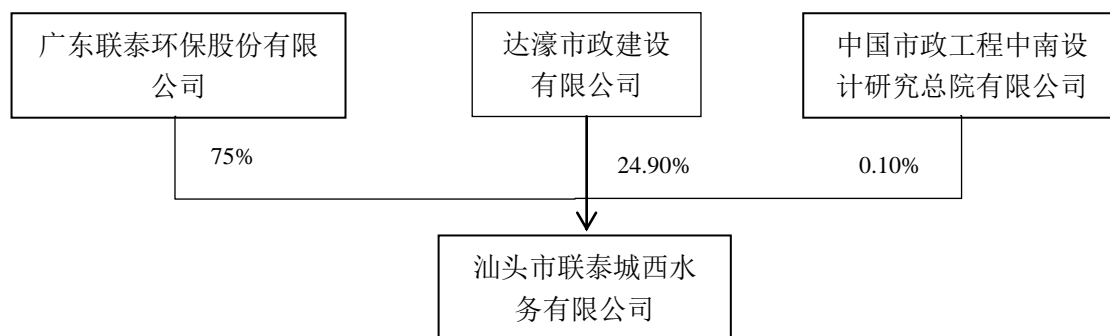 广东联泰环保股份有限
公司
达濠市政建设
有限公司
中国市政工程中南设
计研究总院有限公司
75%
24.90%
0.10%
汕头市联泰城西水
务有限公司